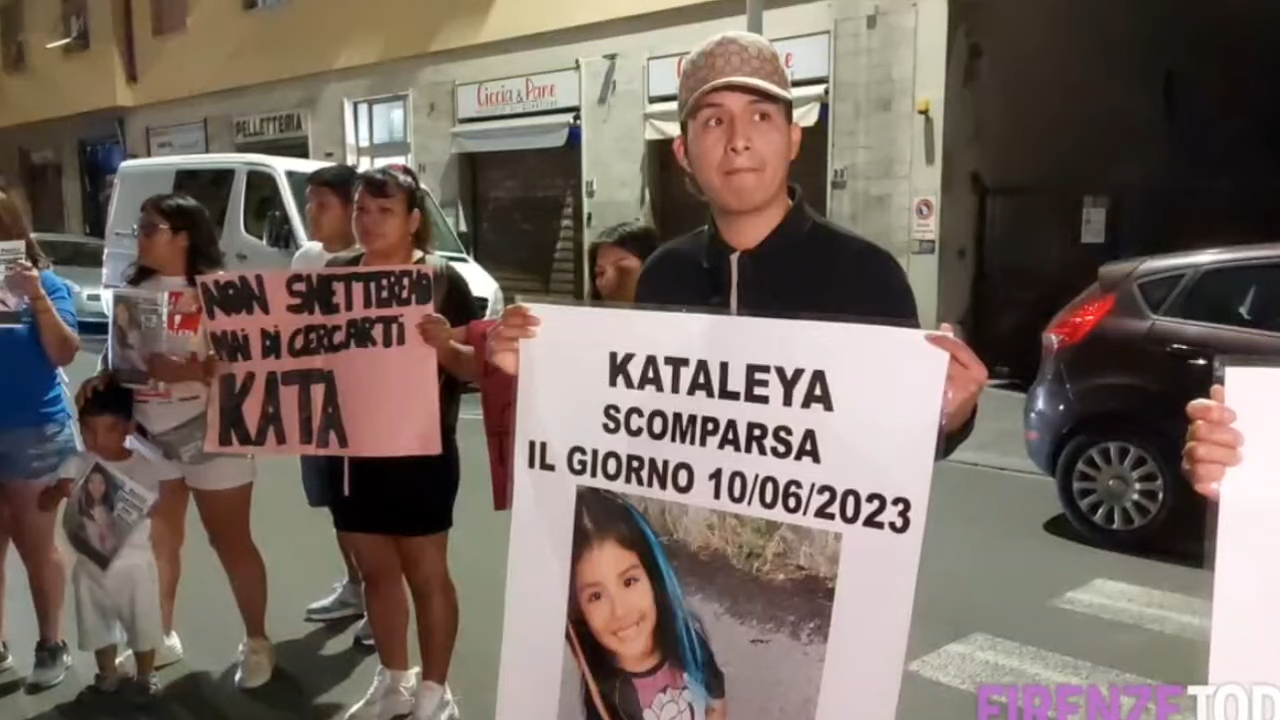 Ciccia & Pane
PELLETTERIA
NON SMETTEREMO
MAI DI CERCARTI
KATA
KATALEYA
SCOMPARSA
IL GIORNO 10/06/2023
FIRENZETOD